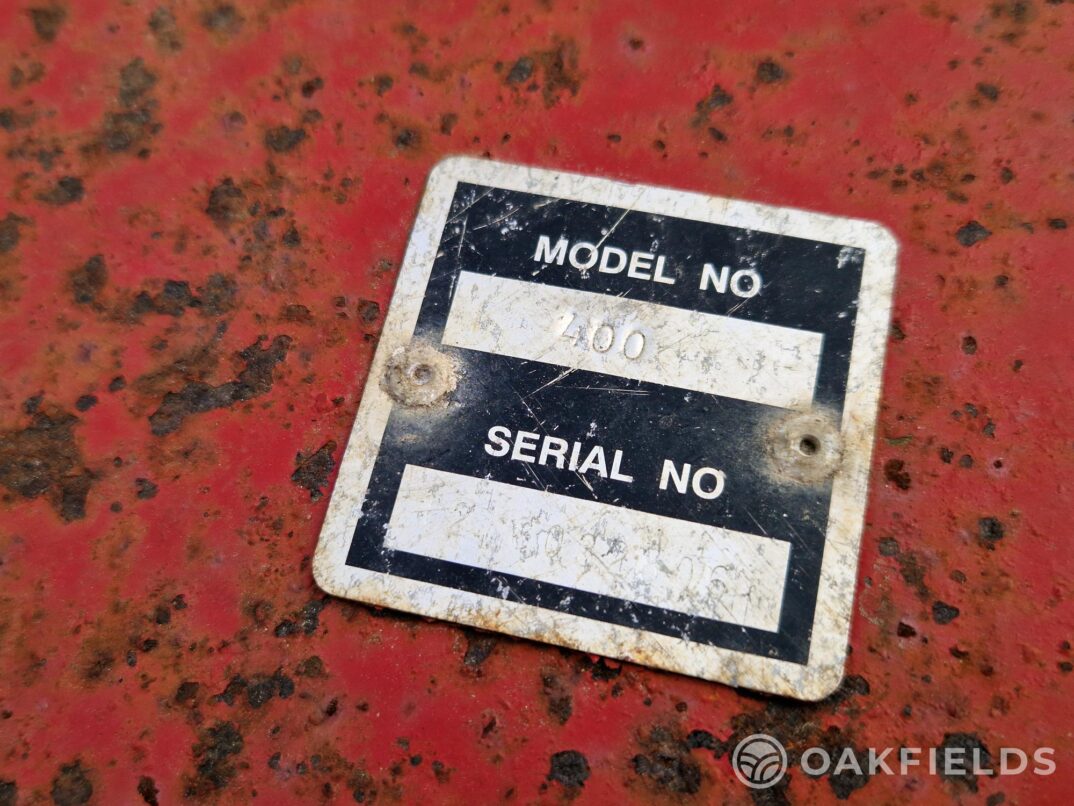 MODEL NO
400
SERIAL NO
OAKFIELDS